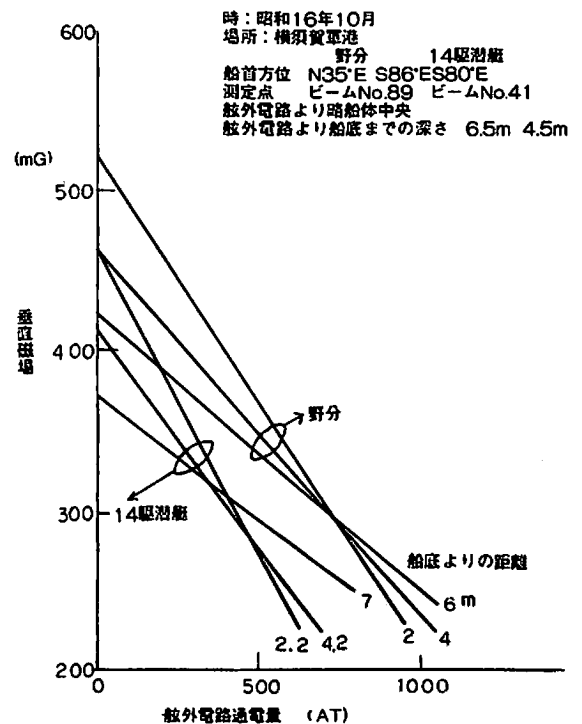 時：昭和16年10月
場所：横須賀軍港
野分 14駆潜艇
船首方位 N35°E S86°ES80°E
測定点 ビームNo.89 ビームNo.41
舷外電路より略船体中央
舷外電路より船底までの深さ 6.5m 4.5m
600
(mG)
500
垂直磁場
400
野分
14駆潜艇
300
船底よりの距離
7
6m
2.2 4.2
2 4
200
0 500 1000
舷外電路通電量 (AT)